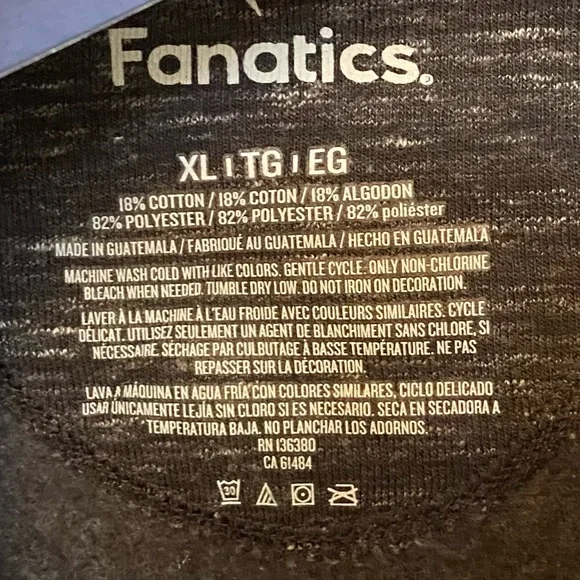 Fanatics.
XL | TG | EG
18% COTTON / 18% COTON / 18% ALGODON
82% POLYESTER / 82% POLYESTER / 82% poliéster
MADE IN GUATEMALA / FABRIQUÉ AU GUATEMALA / HECHO EN GUATEMALA
MACHINE WASH COLD WITH LIKE COLORS. GENTLE CYCLE. ONLY NON-CHLORINE
BLEACH WHEN NEEDED. TUMBLE DRY LOW. DO NOT IRON ON DECORATION.
LAVER À LA MACHINE À L'EAU FROIDE AVEC COULEURS SIMILAIRES. CYCLE
DÉLICAT. UTILISEZ SEULEMENT UN AGENT DE BLANCHIMENT SANS CHLORE, SI
NÉCESSAIRE. SÉCHAGE PAR CULBUTAGE À BASSE TEMPÉRATURE. NE PAS
REPASSER SUR LA DÉCORATION.
LAVA A MÁQUINA EN AGUA FRÍA CON COLORES SIMILARES, CICLO DELICADO
USAR ÚNICAMENTE LEJÍA SIN CLORO SI ES NECESARIO. SECA EN SECADORA A
TEMPERATURA BAJA. NO PLANCHAR LOS ADORNOS.
RN 136380
CA 61484
30